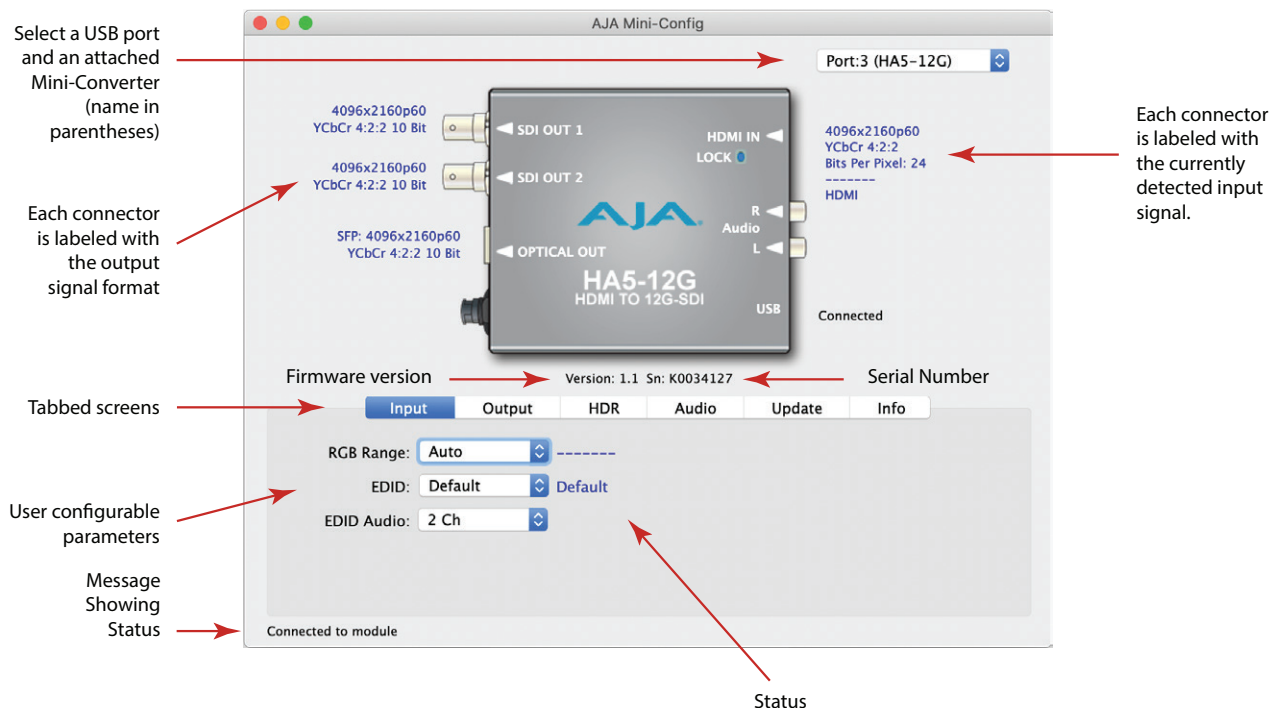 AJA Mini-Config
Select a USB port
and an attached
Mini-Converter
(name in
parentheses)
Port:3 (HA5-12G)
4096x2160p60
YCbCr 4:2:2 10 Bit
SDI OUT 1
HDMI IN
LOCK
4096x2160p60
YCbCr 4:2:2
Bits Per Pixel: 24
-------
HDMI
Each connector
is labeled with
the currently
detected input
signal.
4096x2160p60
YCbCr 4:2:2 10 Bit
SDI OUT 2
Each connector
is labeled with
the output
signal format
AJA
R
Audio
L
SFP: 4096x2160p60
YCbCr 4:2:2 10 Bit
OPTICAL OUT
HA5-12G
HDMI TO 12G-SDI
USB
Connected
Firmware version
Version: 1.1 Sn: K0034127
Serial Number
Tabbed screens
Input Output HDR Audio Update Info
RGB Range: Auto -------
EDID: Default Default
EDID Audio: 2 Ch
User configurable
parameters
Message
Showing
Status
Connected to module
Status